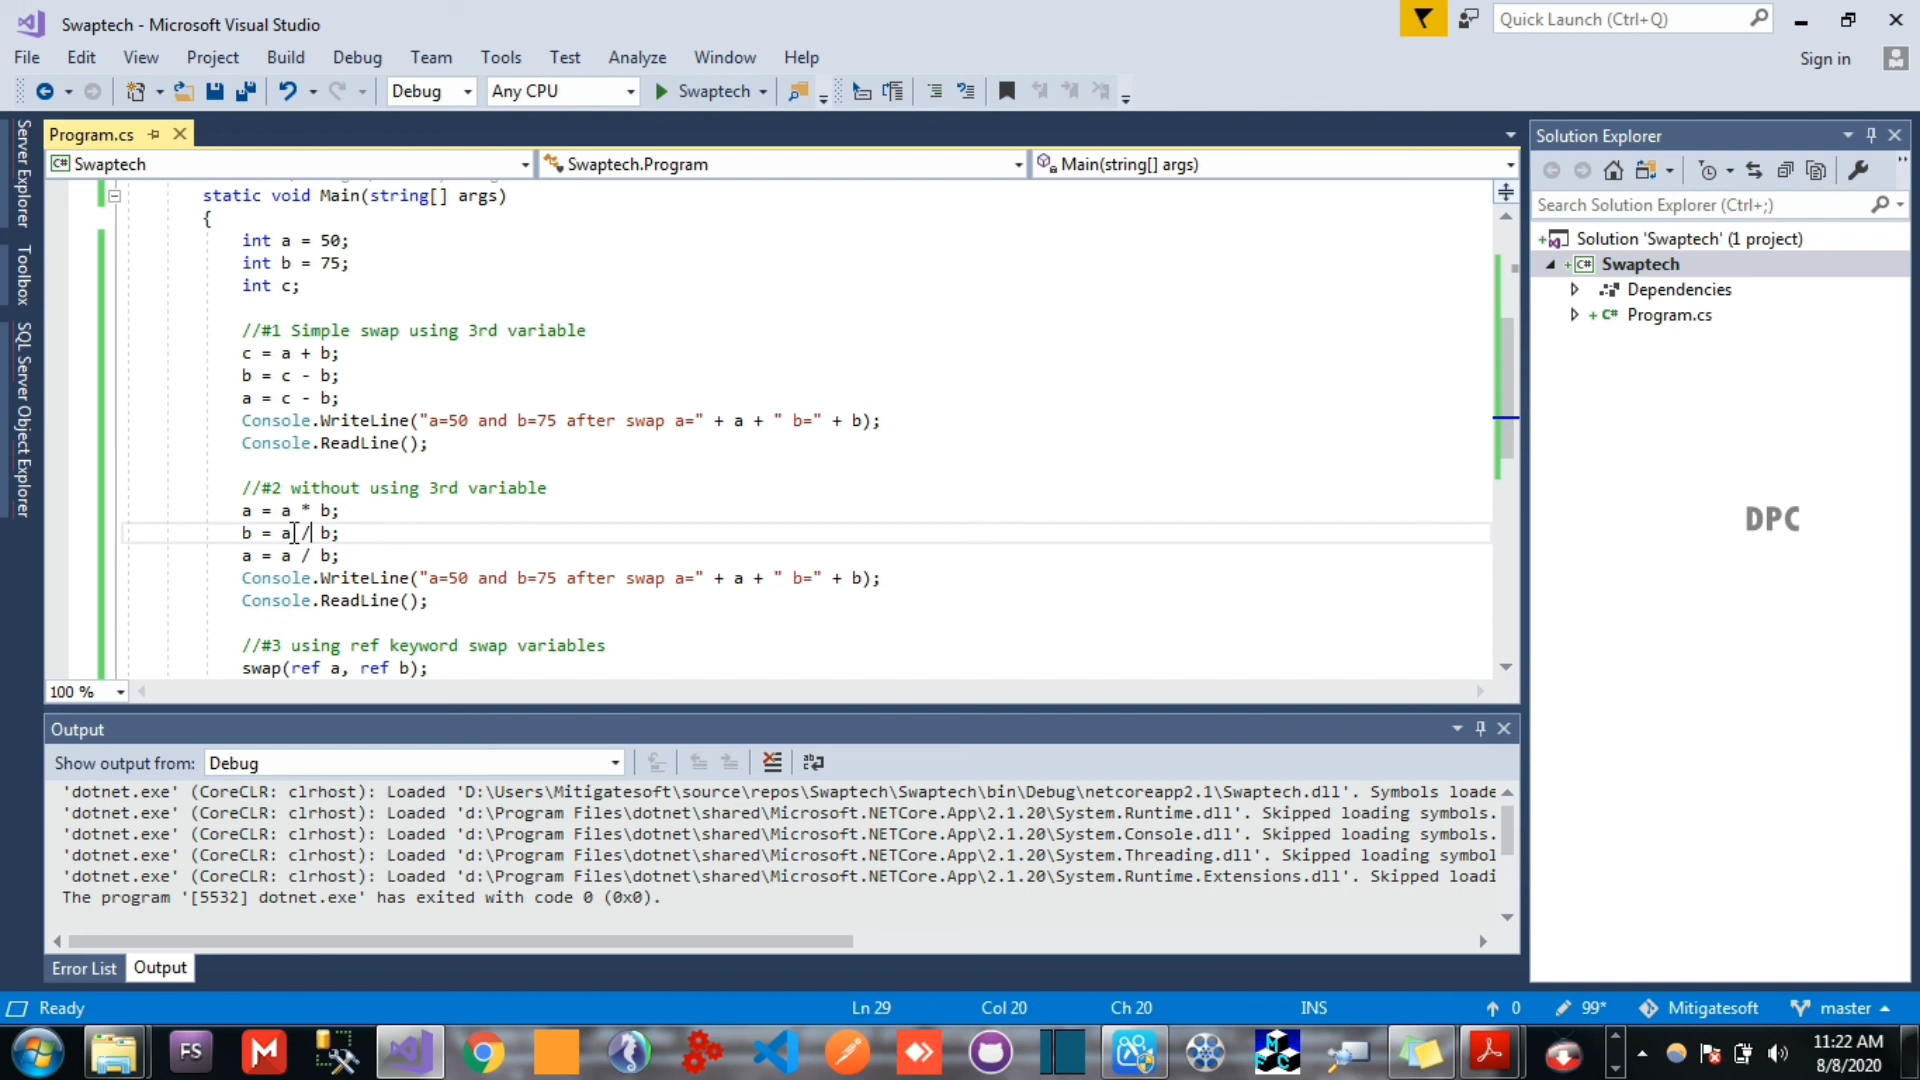 Swaptech - Microsoft Visual Studio
Quick Launch (Ctrl+Q)
File Edit View Project Build Debug Team Tools Test Analyze Window Help
Sign in
Debug Any CPU Swaptech
Server Explorer
Toolbox
SQL Server Object Explorer
Program.cs
C# Swaptech Swaptech.Program Main(string[] args)
static void Main(string[] args)
{
int a = 50;
int b = 75;
int c;
//#1 Simple swap using 3rd variable
c = a + b;
b = c - b;
a = c - b;
Console.WriteLine("a=50 and b=75 after swap a=" + a + " b=" + b);
Console.ReadLine();
//#2 without using 3rd variable
a = a * b;
b = a / b;
a = a / b;
Console.WriteLine("a=50 and b=75 after swap a=" + a + " b=" + b);
Console.ReadLine();
//#3 using ref keyword swap variables
swap(ref a, ref b);
100 %
Solution Explorer
Search Solution Explorer (Ctrl+;)
Solution 'Swaptech' (1 project)
C# Swaptech
Dependencies
C# Program.cs
DPC
Output
Show output from: Debug
'dotnet.exe' (CoreCLR: clrhost): Loaded 'D:\Users\Mitigatesoft\source\repos\Swaptech\Swaptech\bin\Debug\netcoreapp2.1\Swaptech.dll'. Symbols loade
'dotnet.exe' (CoreCLR: clrhost): Loaded 'd:\Program Files\dotnet\shared\Microsoft.NETCore.App\2.1.20\System.Runtime.dll'. Skipped loading symbols.
'dotnet.exe' (CoreCLR: clrhost): Loaded 'd:\Program Files\dotnet\shared\Microsoft.NETCore.App\2.1.20\System.Console.dll'. Skipped loading symbols.
'dotnet.exe' (CoreCLR: clrhost): Loaded 'd:\Program Files\dotnet\shared\Microsoft.NETCore.App\2.1.20\System.Threading.dll'. Skipped loading symbol
'dotnet.exe' (CoreCLR: clrhost): Loaded 'd:\Program Files\dotnet\shared\Microsoft.NETCore.App\2.1.20\System.Runtime.Extensions.dll'. Skipped loadi
The program '[5532] dotnet.exe' has exited with code 0 (0x0).
Error List Output
Ready Ln 29 Col 20 Ch 20 INS 0 99* Mitigatesoft master
FS
M
11:22 AM
8/8/2020